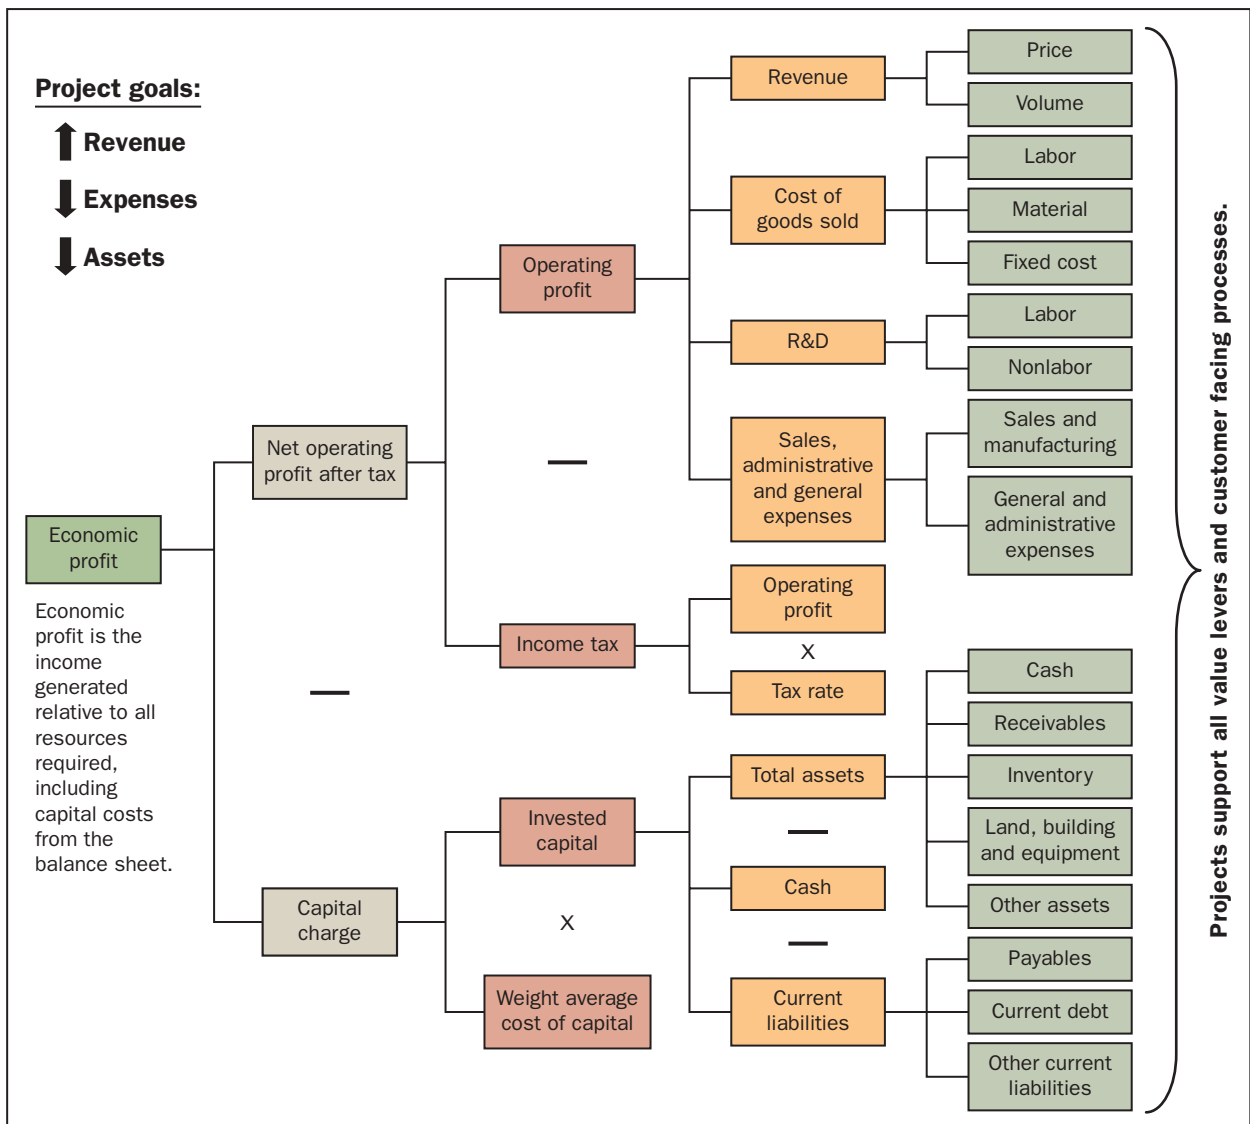 Project goals:
Revenue
Expenses
Assets
Economic
profit
Economic
profit is the
income
generated
relative to all
resources
required,
including
capital costs
from the
balance sheet.
Net operating
profit after tax
—
Capital
charge
Operating
profit
—
Income tax
Invested
capital
X
Weight average
cost of capital
Revenue
Cost of
goods sold
R&D
Sales,
administrative
and general
expenses
Operating
profit
X
Tax rate
Total assets
—
Cash
—
Current
liabilities
Price
Volume
Labor
Material
Fixed cost
Labor
Nonlabor
Sales and
manufacturing
General and
administrative
expenses
Cash
Receivables
Inventory
Land, building
and equipment
Other assets
Payables
Current debt
Other current
liabilities
Projects support all value levers and customer facing processes.